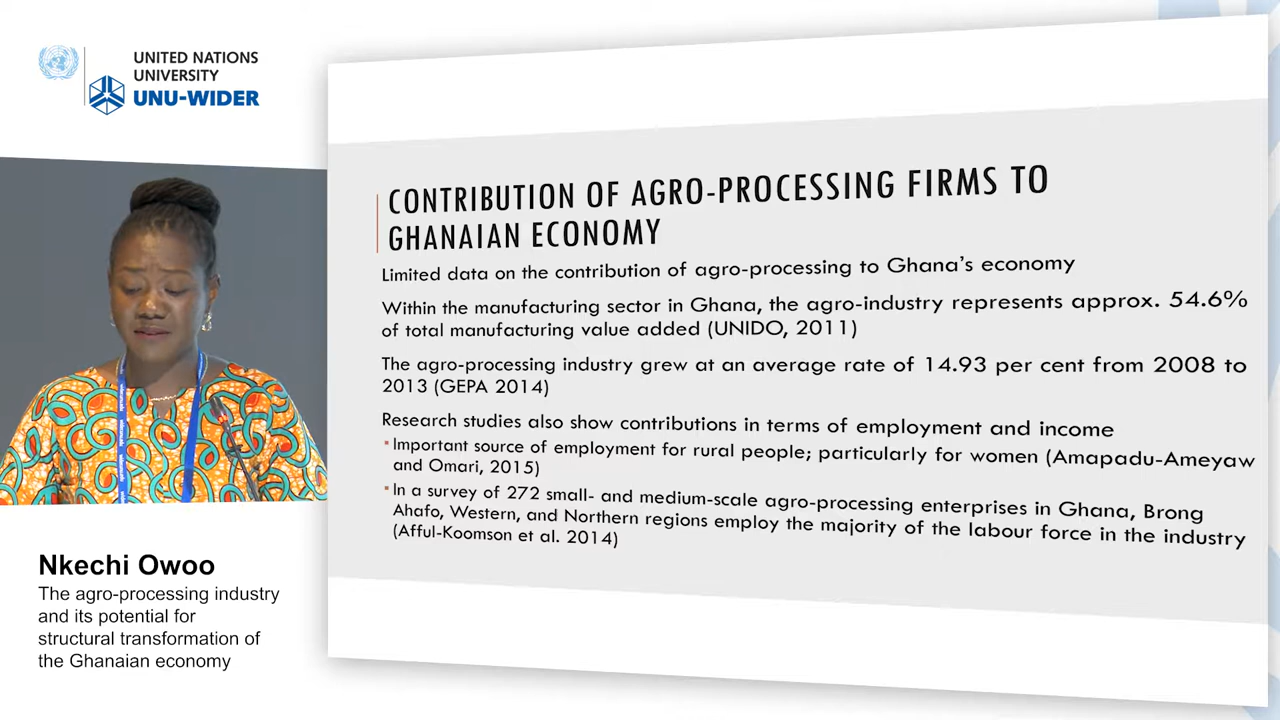 UNITED NATIONS
UNIVERSITY
UNU-WIDER
CONTRIBUTION OF AGRO-PROCESSING FIRMS TO
GHANAIAN ECONOMY
Limited data on the contribution of agro-processing to Ghana's economy
Within the manufacturing sector in Ghana, the agro-industry represents approx. 54.6%
of total manufacturing value added (UNIDO, 2011)
The agro-processing industry grew at an average rate of 14.93 per cent from 2008 to
2013 (GEPA 2014)
Research studies also show contributions in terms of employment and income
Important source of employment for rural people; particularly for women (Amapadu-Ameyaw
and Omari, 2015)
In a survey of 272 small- and medium-scale agro-processing enterprises in Ghana, Brong
Ahafo, Western, and Northern regions employ the majority of the labour force in the industry
(Afful-Koomson et al. 2014)
Nkechi Owoo
The agro-processing industry
and its potential for
structural transformation of
the Ghanaian economy